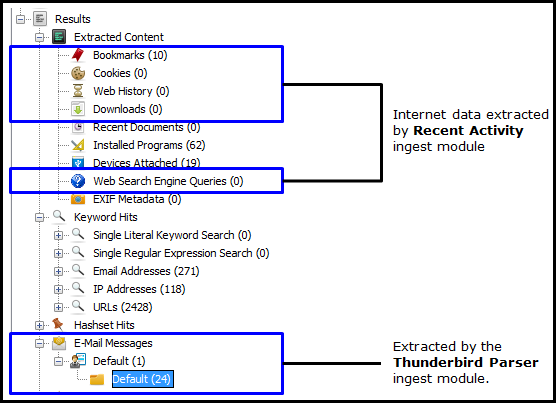 Results
Extracted Content
Bookmarks (10)
Cookies (0)
Web History (0)
Downloads (0)
Recent Documents (0)
Installed Programs (62)
Devices Attached (19)
Web Search Engine Queries (0)
EXIF Metadata (0)
Keyword Hits
Single Literal Keyword Search (0)
Single Regular Expression Search (0)
Email Addresses (271)
IP Addresses (118)
URLs (2428)
Hashset Hits
E-Mail Messages
Default (1)
Default (24)
Internet data extracted
by Recent Activity
ingest module
Extracted by the
Thunderbird Parser
ingest module.